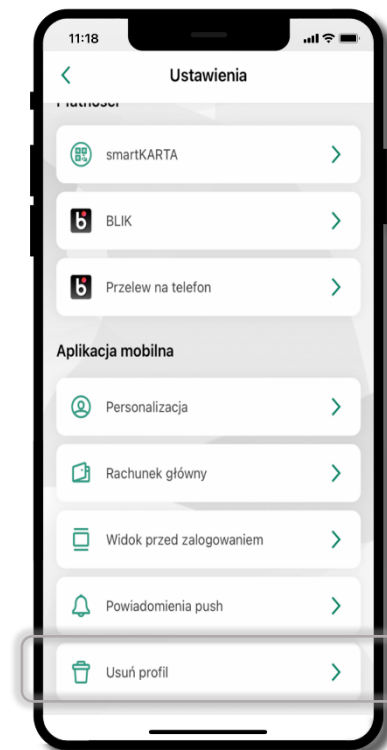 11:18
Ustawienia
Płatności
smartKARTA
BLIK
Przelew na telefon
Aplikacja mobilna
Personalizacja
Rachunek główny
Widok przed zalogowaniem
Powiadomienia push
Usuń profil